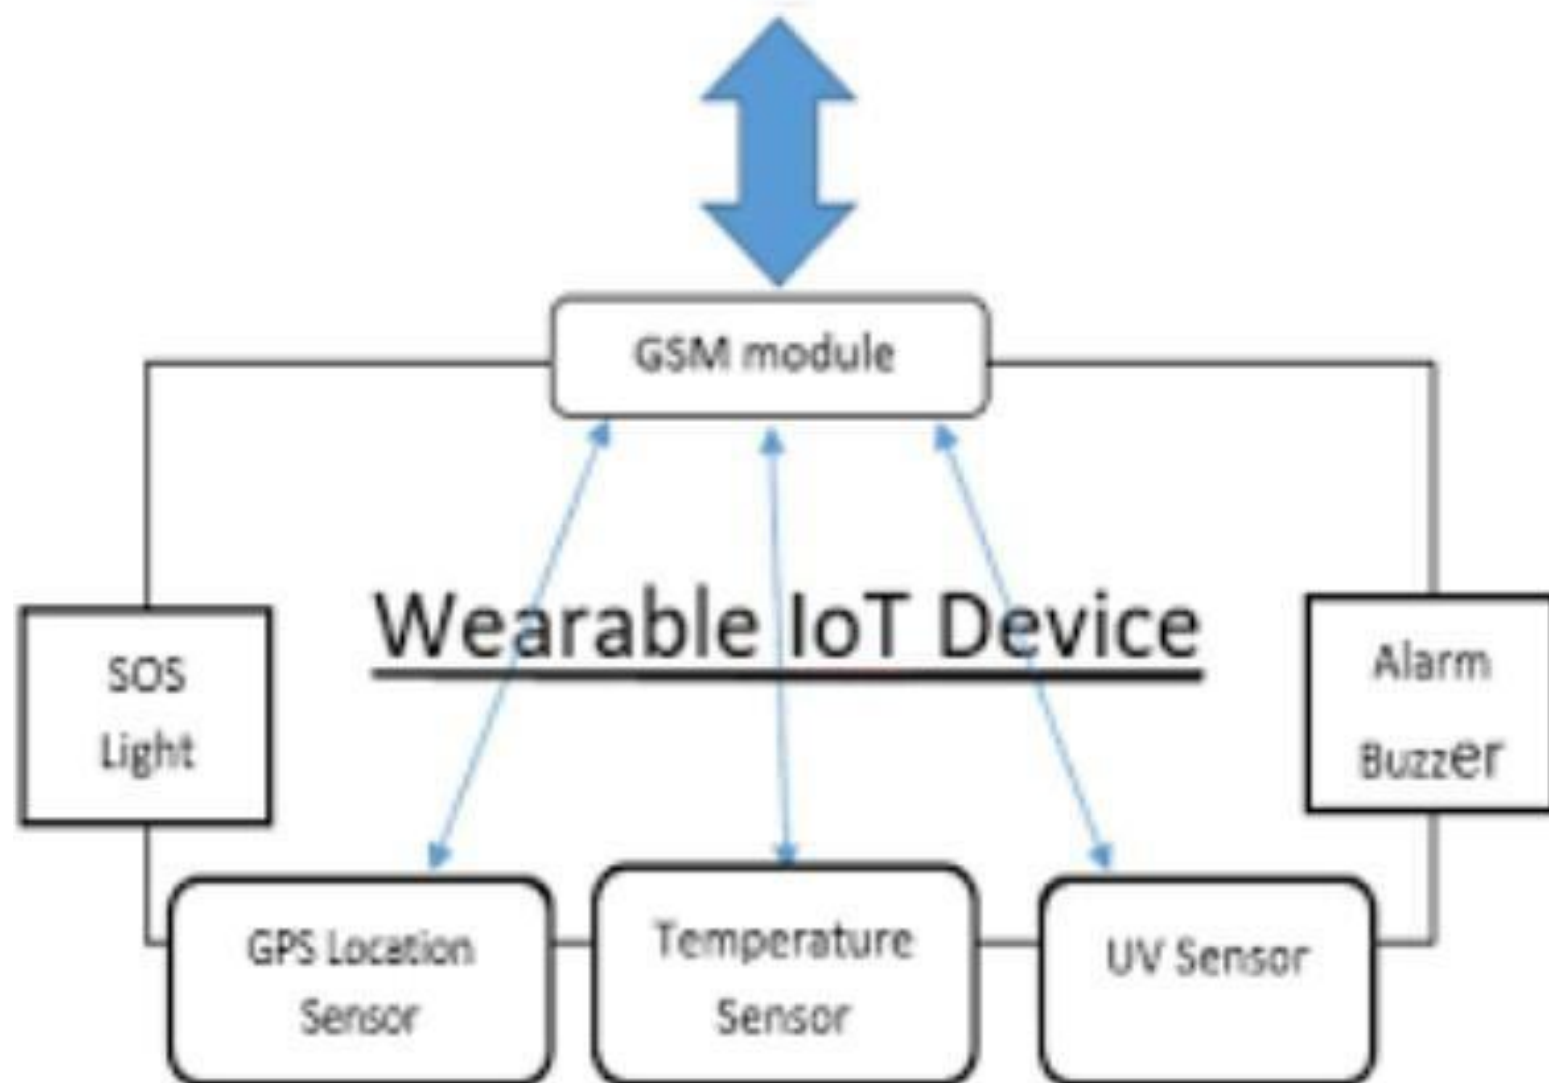 GSM module
Wearable IoT Device
SOS
Light
Alarm
Buzzer
GPS Location
Sensor
Temperature
Sensor
UV Sensor